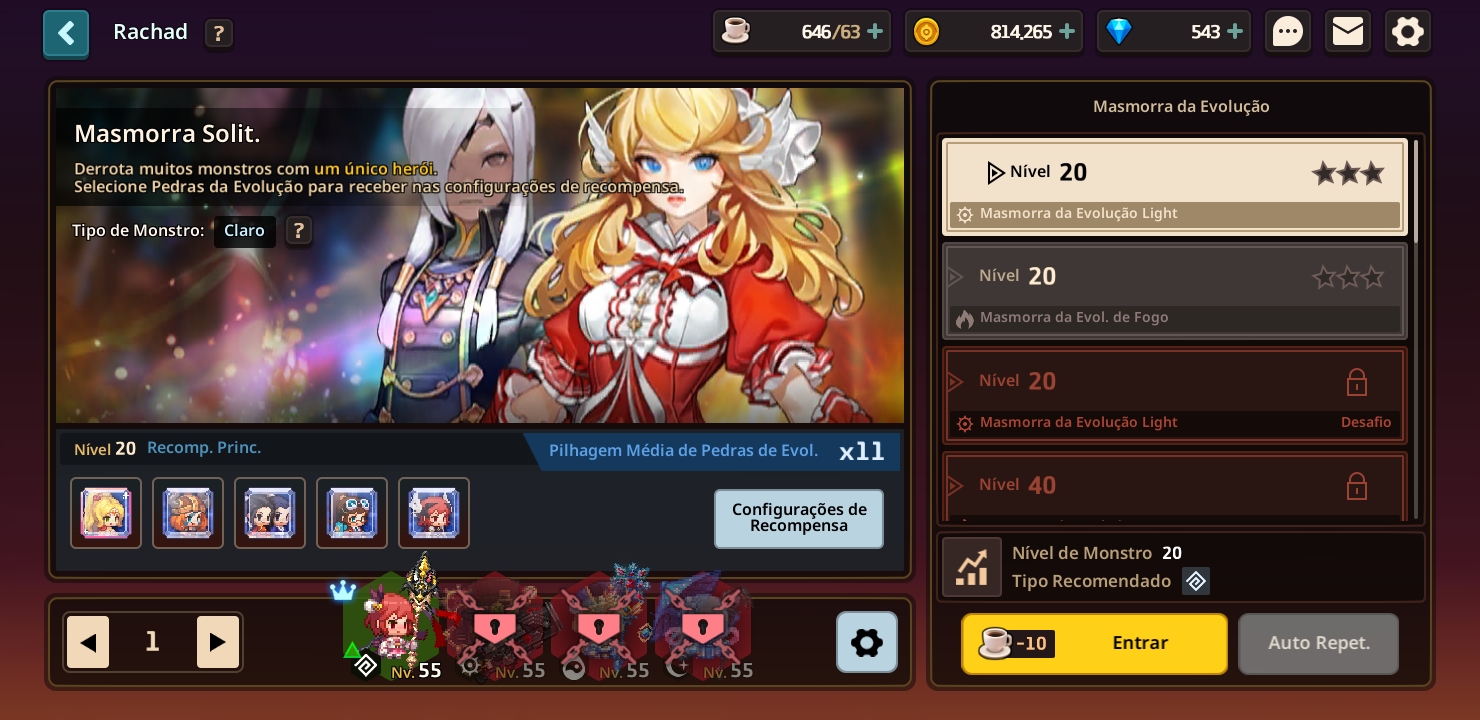 Rachad ?
646/63 +
814,265 +
543 +
Masmorra Solit.
Derrota muitos monstros com um único herói.
Selecione Pedras da Evolução para receber nas configurações de recompensa.
Tipo de Monstro: Claro ?
Nível 20 Recomp. Princ.
Pilhagem Média de Pedras de Evol. x11
Configurações de
Recompensa
1
Nv. 55
Nv. 55
Nv. 55
Nv. 55
Masmorra da Evolução
Nível 20
Masmorra da Evolução Light
Nível 20
Masmorra da Evol. de Fogo
Nível 20
Masmorra da Evolução Light Desafio
Nível 40
Nível de Monstro 20
Tipo Recomendado
-10 Entrar
Auto Repet.